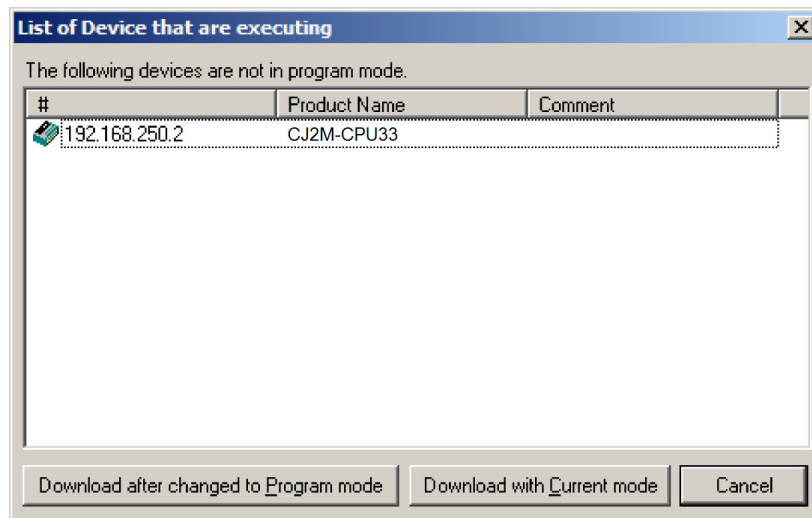 List of Device that are executing
The following devices are not in program mode.
# Product Name Comment
192.168.250.2 CJ2M-CPU33
Download after changed to Program mode Download with Current mode Cancel